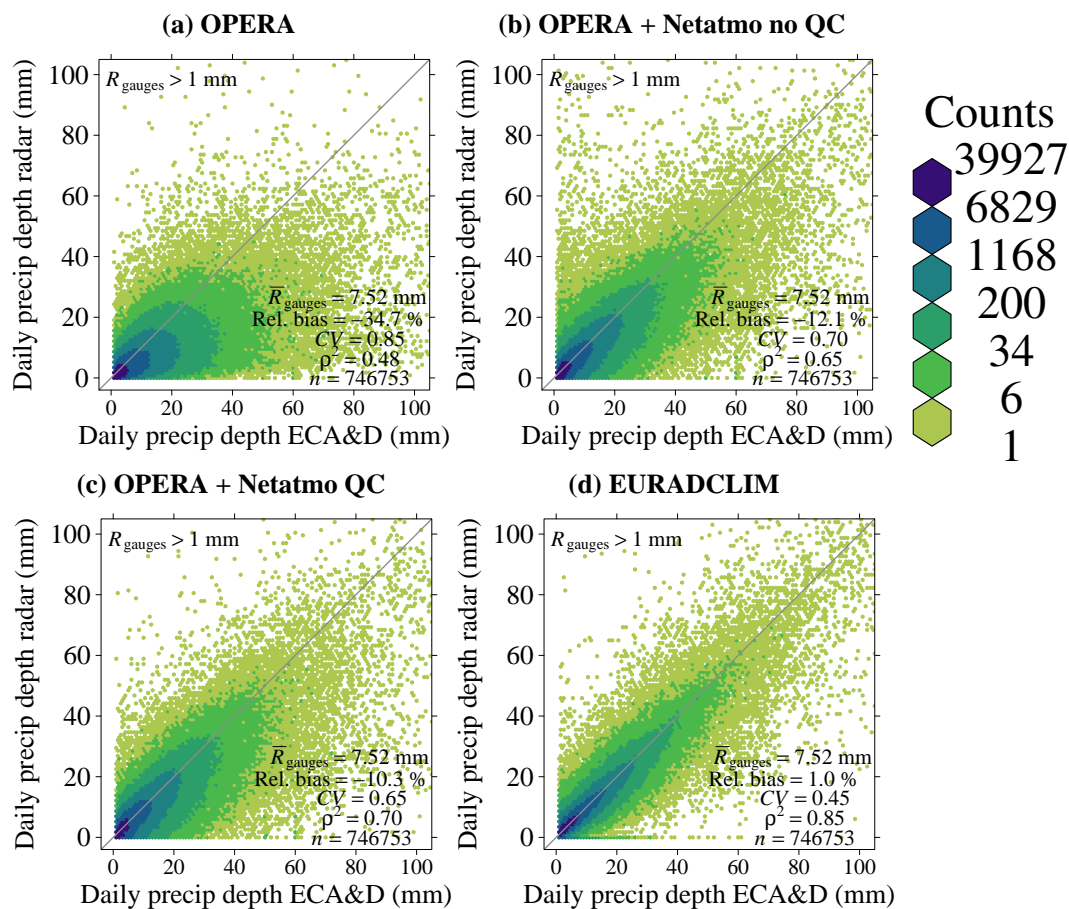 (a) OPERA
Daily precip depth radar (mm)
100
80
60
40
20
0
R gauges > 1 mm
R̅ gauges = 7.52 mm
Rel. bias = −34.7 %
CV = 0.85
ρ² = 0.48
n = 746753
0 20 40 60 80 100
Daily precip depth ECA&D (mm)
(b) OPERA + Netatmo no QC
Daily precip depth radar (mm)
100
80
60
40
20
0
R gauges > 1 mm
R̅ gauges = 7.52 mm
Rel. bias = −12.1 %
CV = 0.70
ρ² = 0.65
n = 746753
0 20 40 60 80 100
Daily precip depth ECA&D (mm)
Counts
39927
6829
1168
200
34
6
1
(c) OPERA + Netatmo QC
Daily precip depth radar (mm)
100
80
60
40
20
0
R gauges > 1 mm
R̅ gauges = 7.52 mm
Rel. bias = −10.3 %
CV = 0.65
ρ² = 0.70
n = 746753
0 20 40 60 80 100
Daily precip depth ECA&D (mm)
(d) EURADCLIM
Daily precip depth radar (mm)
100
80
60
40
20
0
R gauges > 1 mm
R̅ gauges = 7.52 mm
Rel. bias = 1.0 %
CV = 0.45
ρ² = 0.85
n = 746753
0 20 40 60 80 100
Daily precip depth ECA&D (mm)